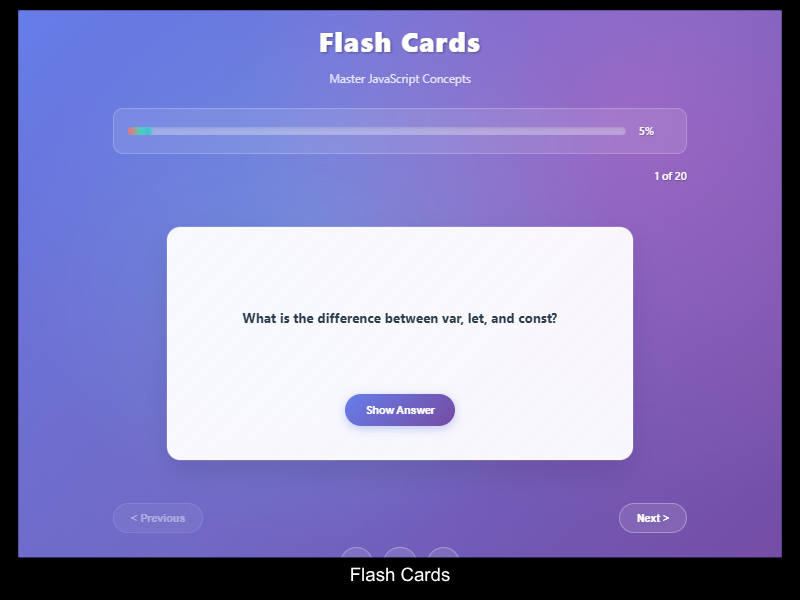 Flash Cards
Master JavaScript Concepts
5%
1 of 20
What is the difference between var, let, and const?
Show Answer
< Previous
Next >
Flash Cards